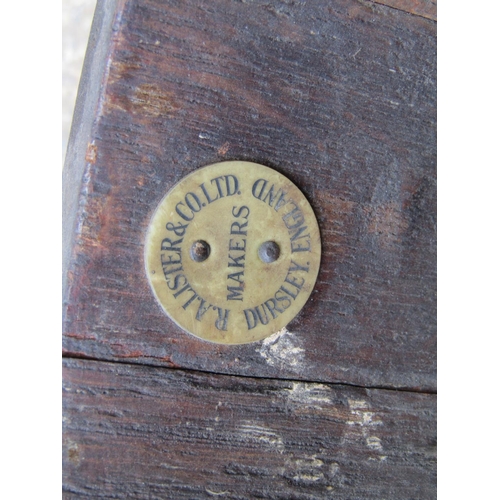 R.A.LISTER & CO. LTD.
MAKERS
DURSLEY. ENGLAND